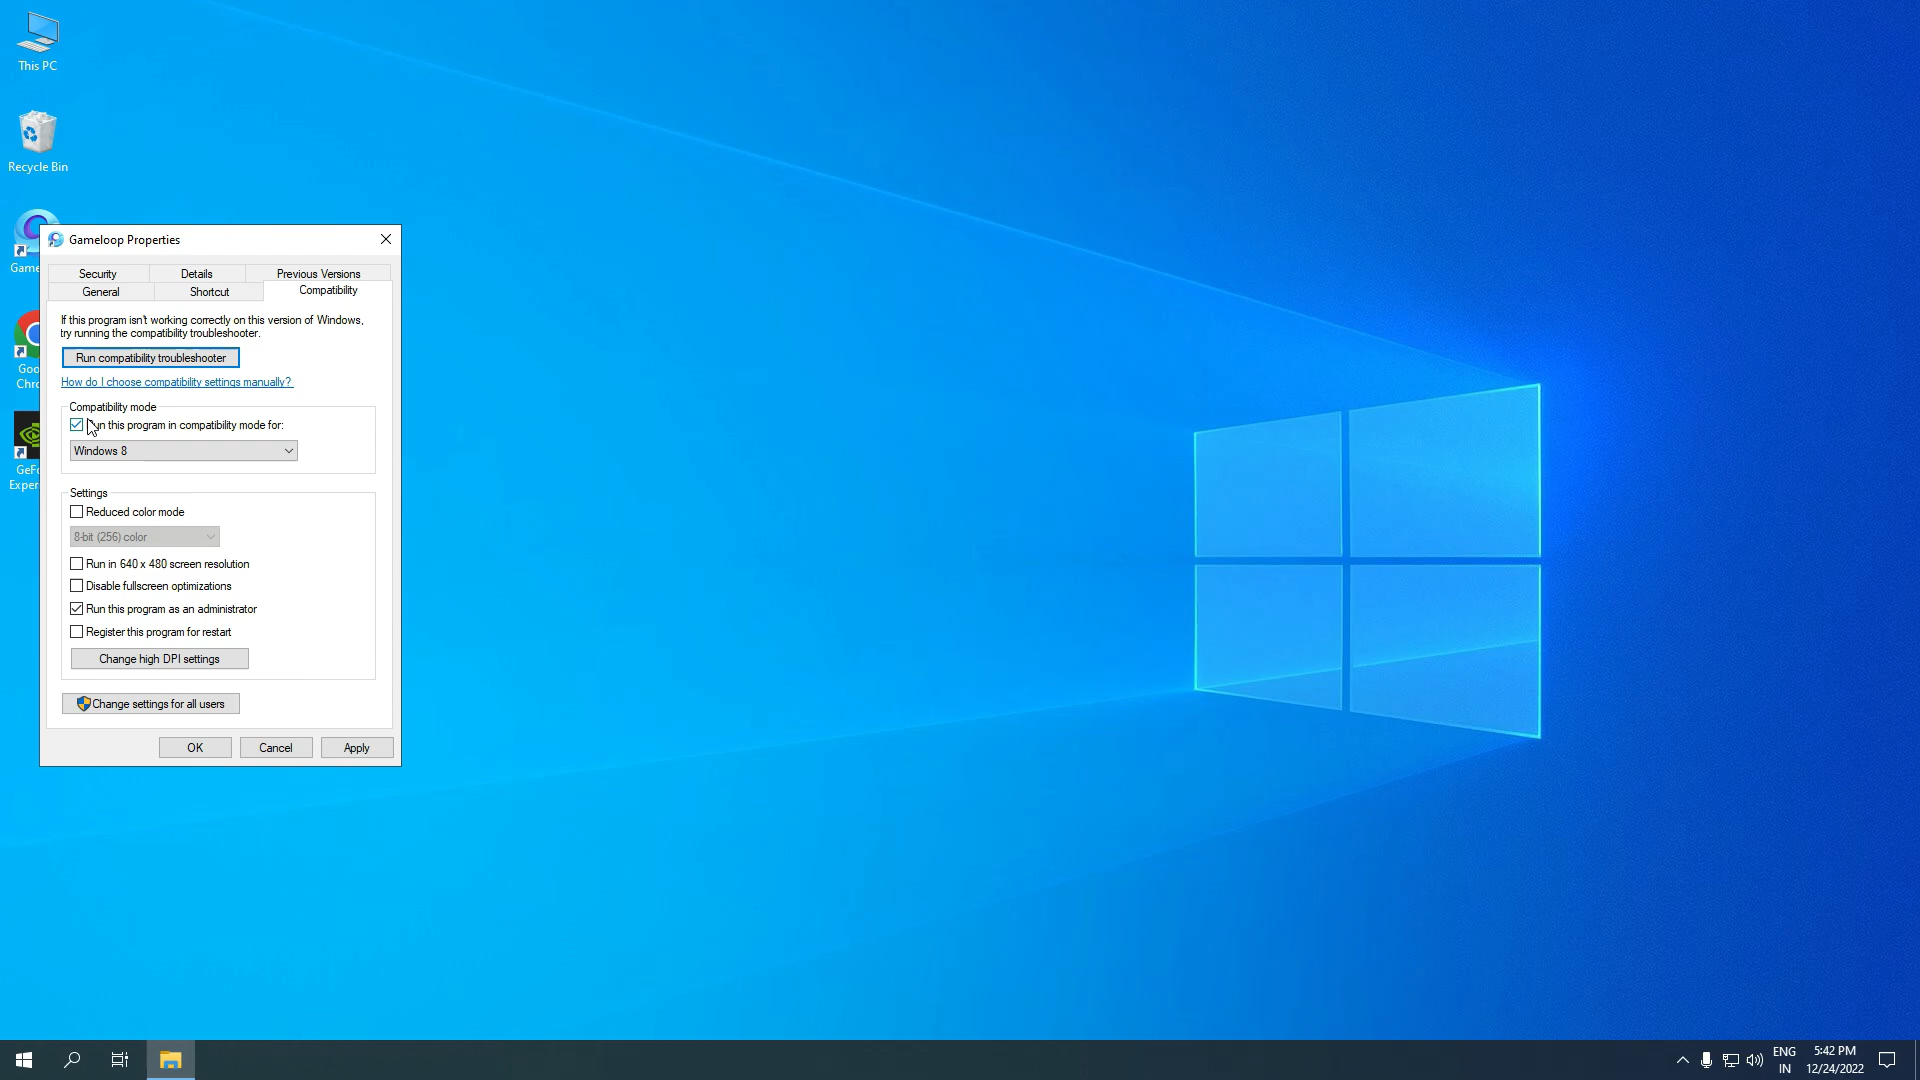 This PC
Recycle Bin
Game
Goo
Chr
GeFo
Exper
Gameloop Properties
Security
Details
Previous Versions
General
Shortcut
Compatibility
If this program isn't working correctly on this version of Windows,
try running the compatibility troubleshooter.
Run compatibility troubleshooter
How do I choose compatibility settings manually?
Compatibility mode
this program in compatibility mode for:
Windows 8
Settings
Reduced color mode
8-bit (256) color
Run in 640 x 480 screen resolution
Disable fullscreen optimizations
Run this program as an administrator
Register this program for restart
Change high DPI settings
Change settings for all users
OK
Cancel
Apply
ENG
IN
5:42 PM
12/24/2022